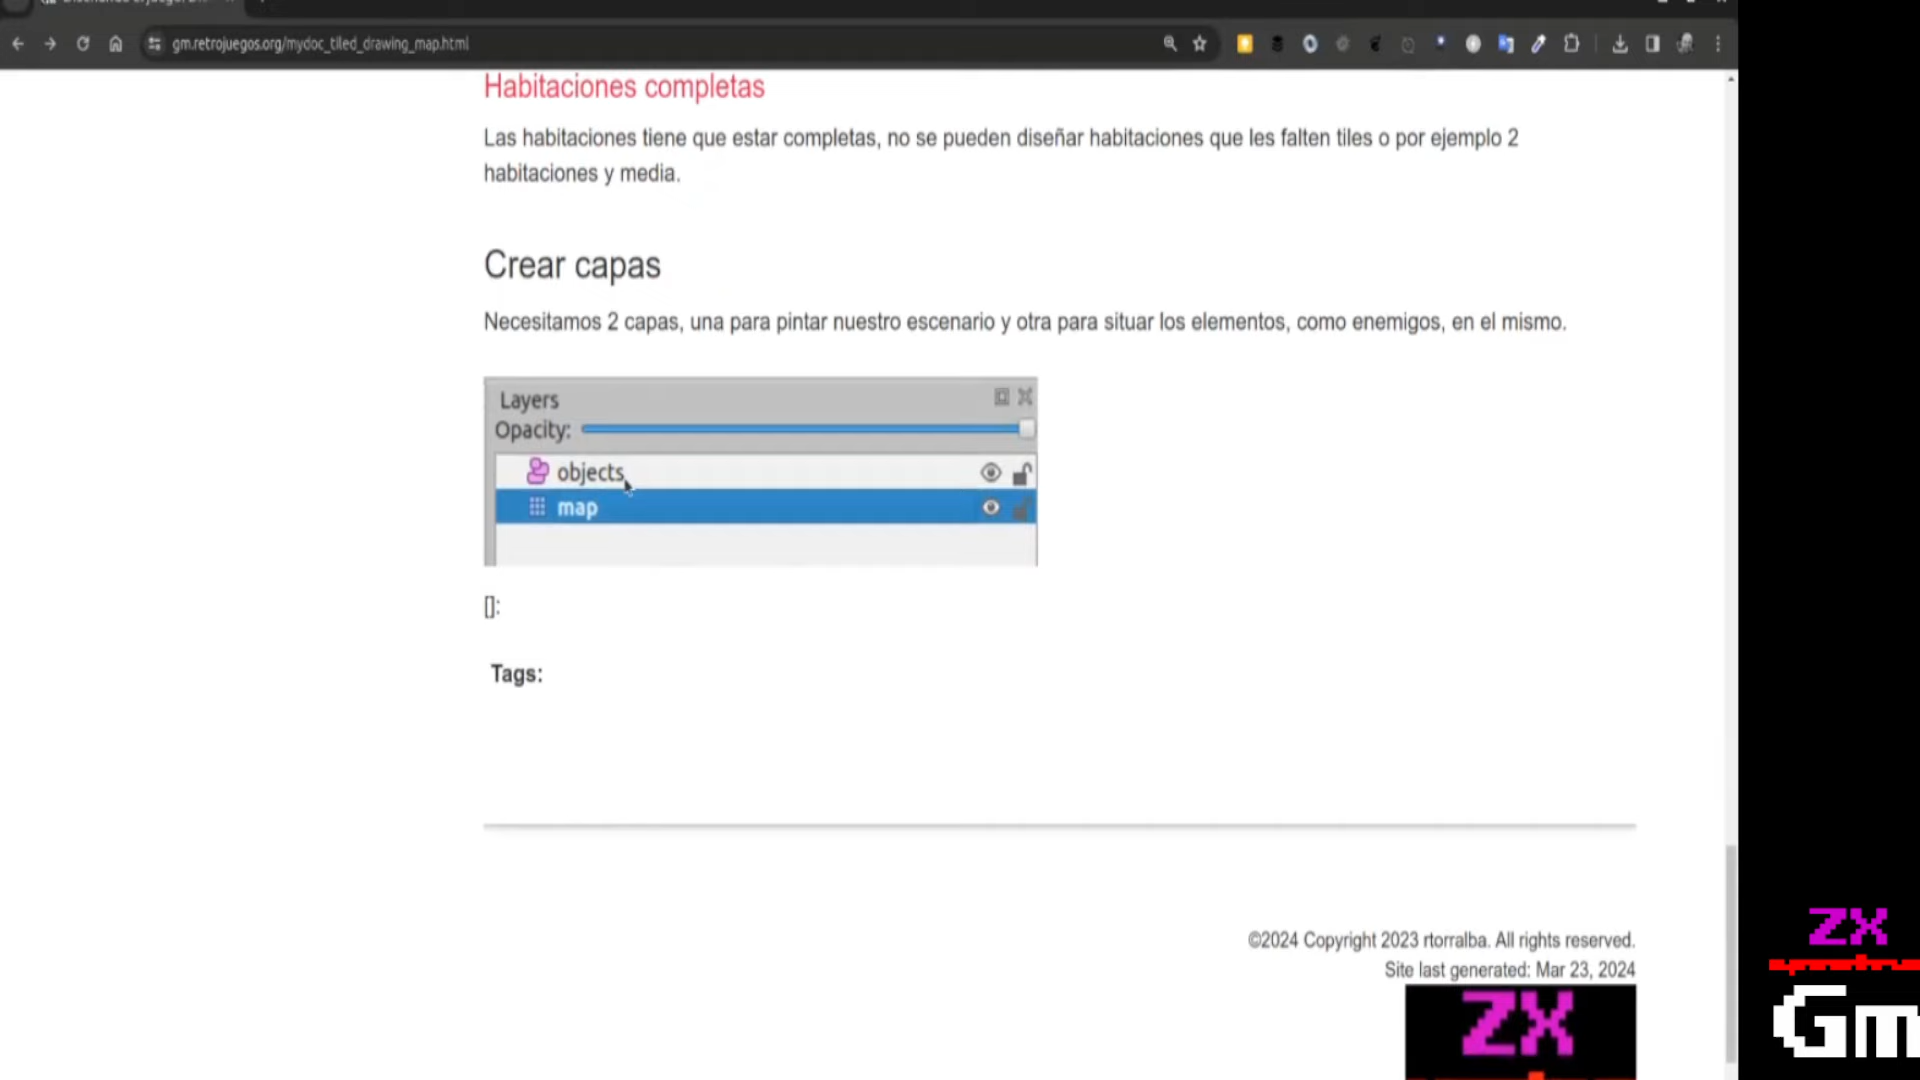 gm.retrojuegos.org/mydoc_tiled_drawing_map.html
Habitaciones completas
Las habitaciones tiene que estar completas, no se pueden diseñar habitaciones que les falten tiles o por ejemplo 2
habitaciones y media.
Crear capas
Necesitamos 2 capas, una para pintar nuestro escenario y otra para situar los elementos, como enemigos, en el mismo.
Layers
Opacity:
objects
map
[]:
Tags:
©2024 Copyright 2023 rtorralba. All rights reserved.
Site last generated: Mar 23, 2024
ZX
ZX
Gm